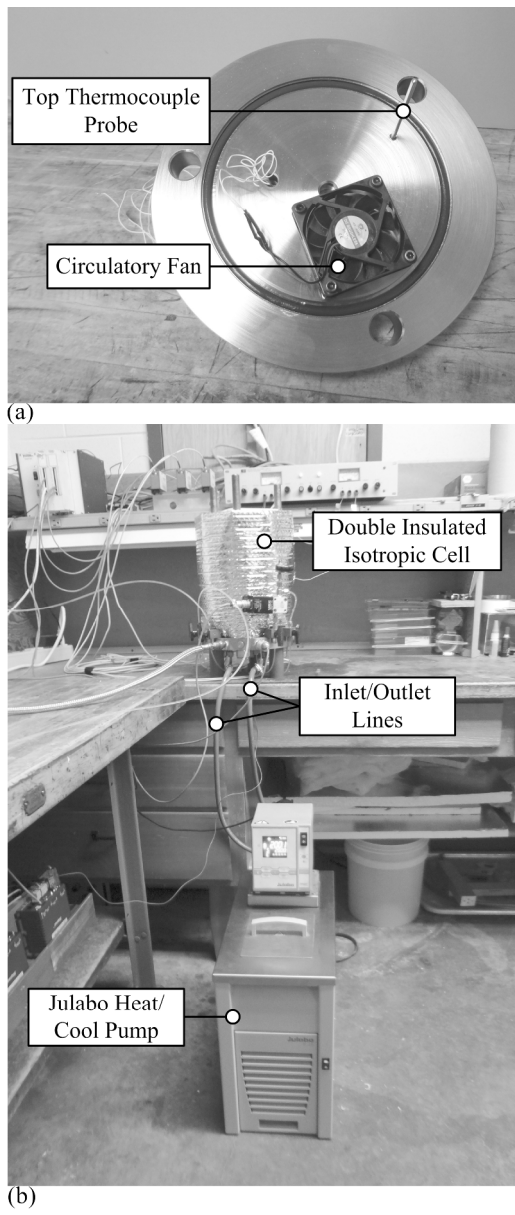 Top Thermocouple
Probe
Circulatory Fan
(a)
Double Insulated
Isotropic Cell
Inlet/Outlet
Lines
Julabo Heat/
Cool Pump
(b)